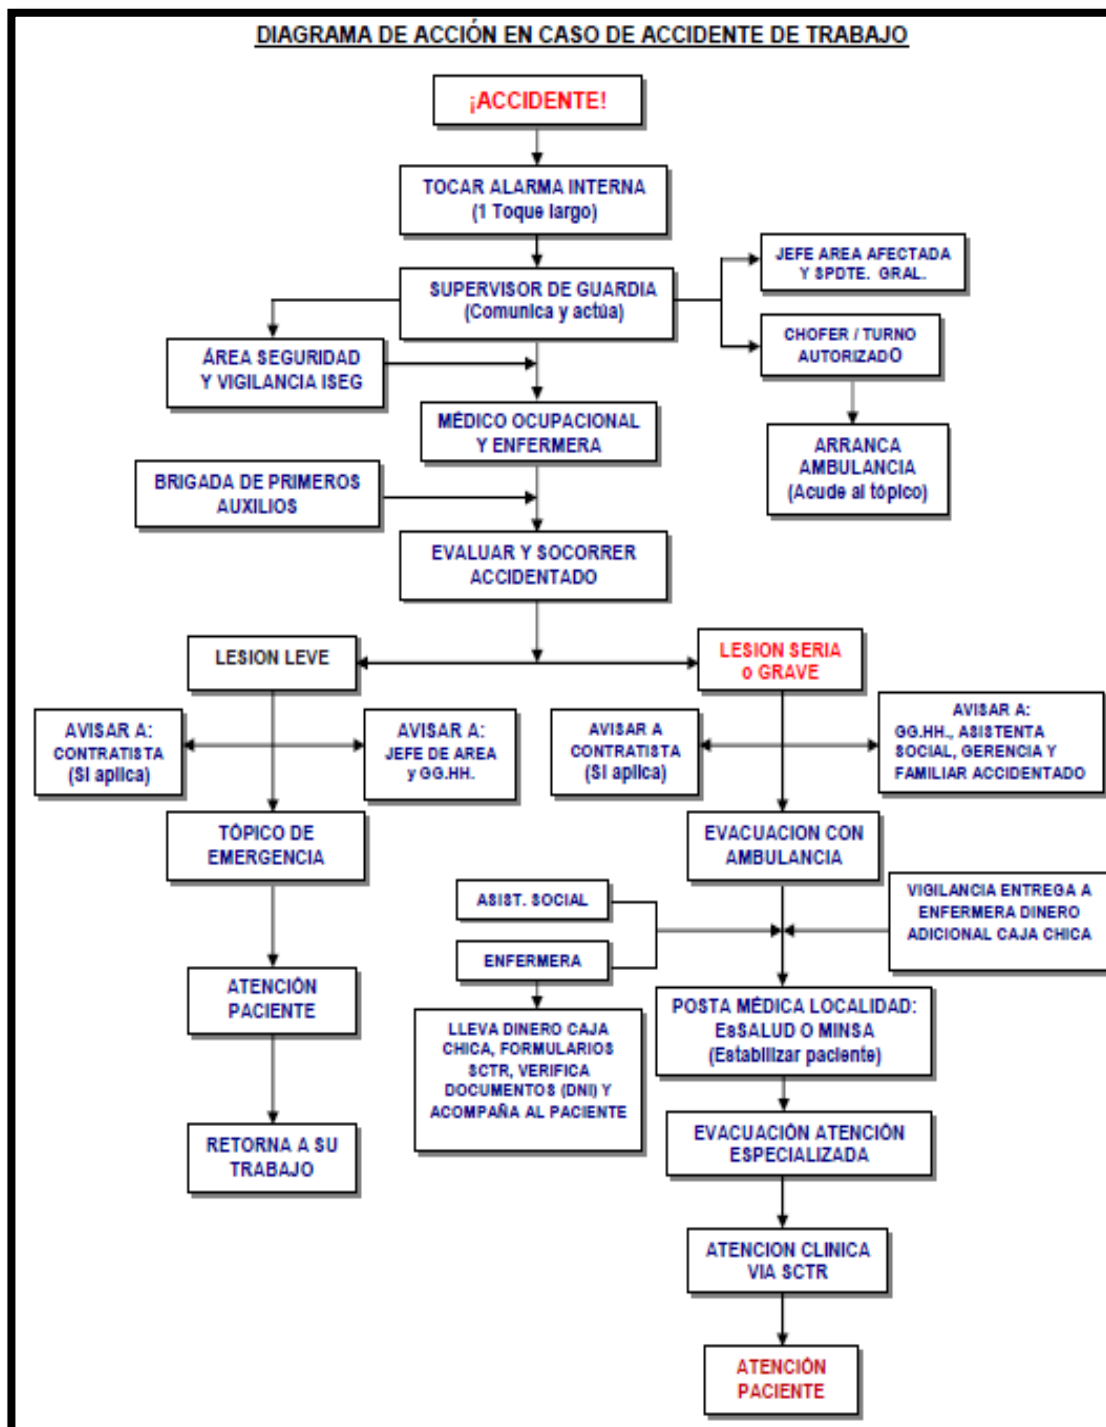 DIAGRAMA DE ACCIÓN EN CASO DE ACCIDENTE DE TRABAJO
¡ACCIDENTE!
TOCAR ALARMA INTERNA
(1 Toque largo)
SUPERVISOR DE GUARDIA
(Comunica y actúa)
JEFE AREA AFECTADA
Y SPDTE. GRAL.
CHOFER / TURNO
AUTORIZADO
ARRANCA
AMBULANCIA
(Acude al tópico)
ÁREA SEGURIDAD
Y VIGILANCIA ISEG
MÉDICO OCUPACIONAL
Y ENFERMERA
BRIGADA DE PRIMEROS
AUXILIOS
EVALUAR Y SOCORRER
ACCIDENTADO
LESION LEVE
LESION SERIA
o GRAVE
AVISAR A:
CONTRATISTA
(Si aplica)
AVISAR A:
JEFE DE AREA
y GG.HH.
AVISAR A
CONTRATISTA
(Si aplica)
AVISAR A:
GG.HH., ASISTENTA
SOCIAL, GERENCIA Y
FAMILIAR ACCIDENTADO
TÓPICO DE
EMERGENCIA
EVACUACION CON
AMBULANCIA
ASIST. SOCIAL
ENFERMERA
VIGILANCIA ENTREGA A
ENFERMERA DINERO
ADICIONAL CAJA CHICA
ATENCIÓN
PACIENTE
LLEVA DINERO CAJA
CHICA, FORMULARIOS
SCTR, VERIFICA
DOCUMENTOS (DNI) Y
ACOMPAÑA AL PACIENTE
POSTA MÉDICA LOCALIDAD:
EsSALUD O MINSA
(Estabilizar paciente)
RETORNA A SU
TRABAJO
EVACUACIÓN ATENCIÓN
ESPECIALIZADA
ATENCION CLINICA
VIA SCTR
ATENCIÓN
PACIENTE